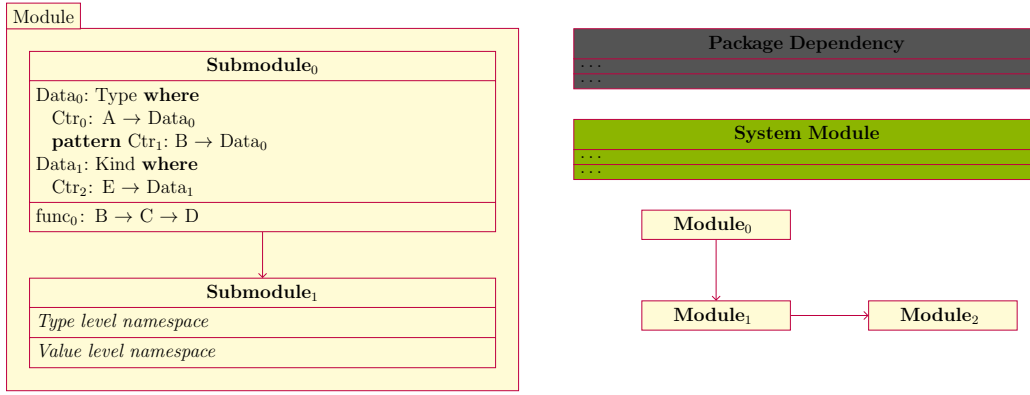 Module
Submodule₀
Data₀: Type where
Ctr₀: A → Data₀
pattern Ctr₁: B → Data₀
Data₁: Kind where
Ctr₂: E → Data₁
func₀: B → C → D
Submodule₁
Type level namespace
Value level namespace
Package Dependency
...
...
System Module
...
...
Module₀
Module₁
Module₂